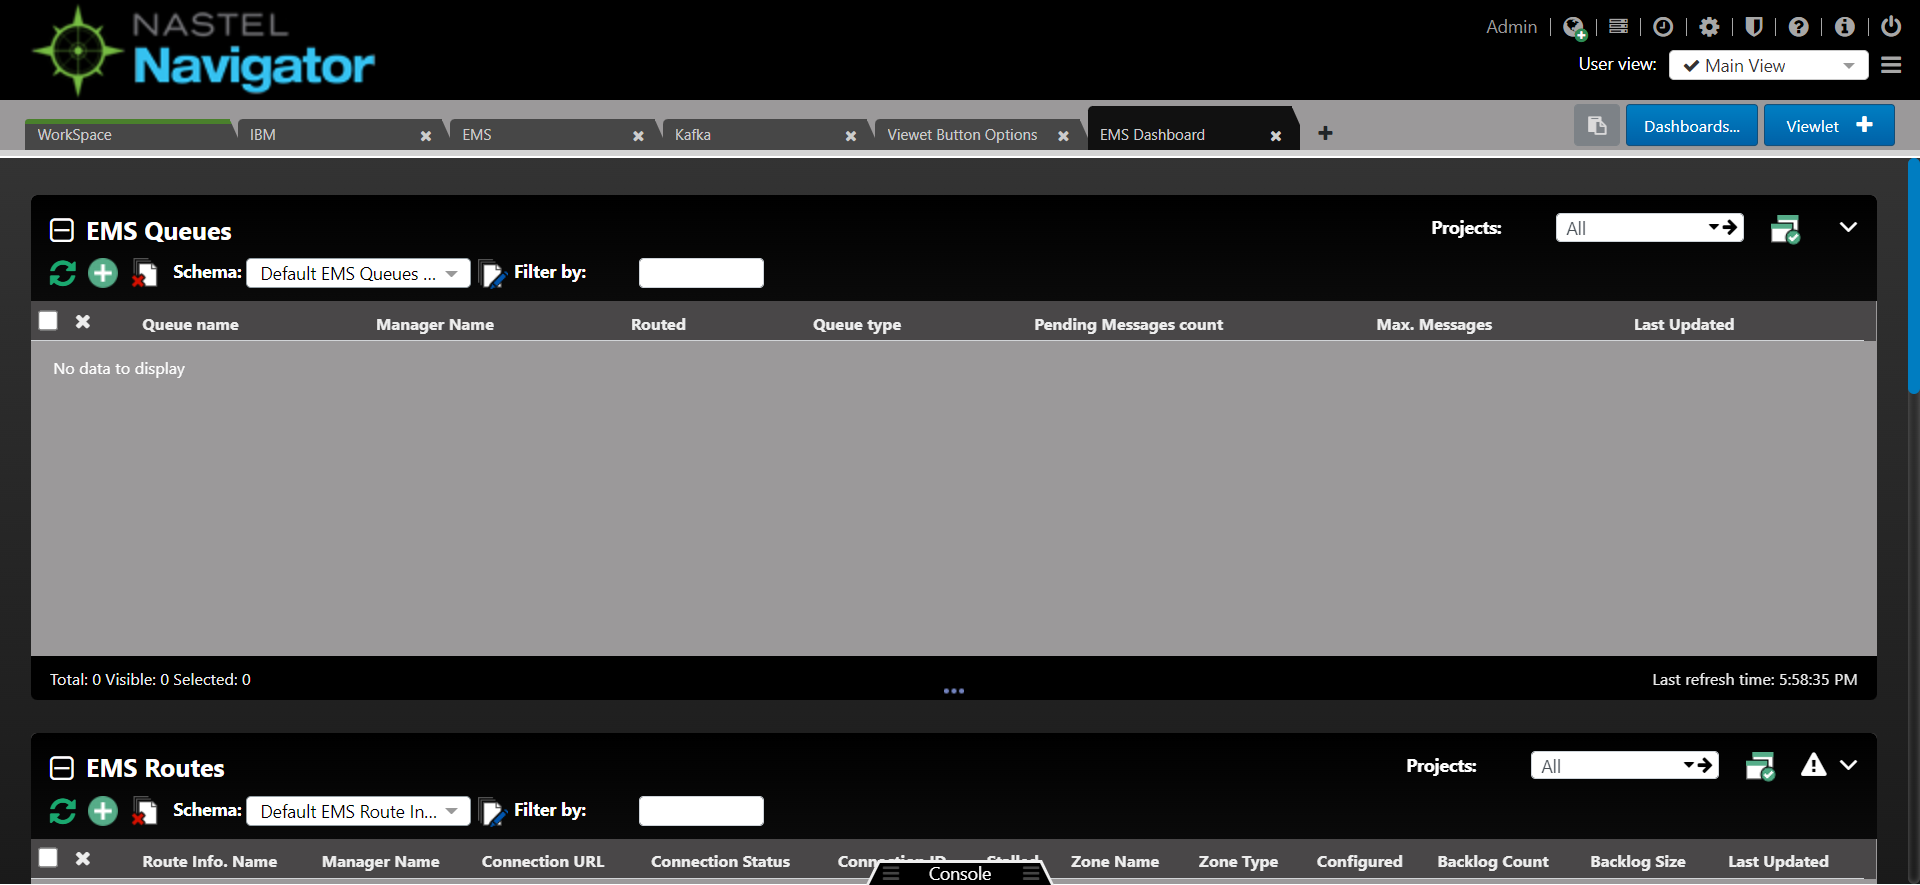 NASTEL
Navigator
Admin
User view:
Main View
WorkSpace
IBM
EMS
Kafka
Viewet Button Options
EMS Dashboard
Dashboards...
Viewlet
EMS Queues
Projects:
All
Schema:
Default EMS Queues ...
Filter by:
Queue name
Manager Name
Routed
Queue type
Pending Messages count
Max. Messages
Last Updated
No data to display
Total: 0 Visible: 0 Selected: 0
Last refresh time: 5:58:35 PM
EMS Routes
Projects:
All
Schema:
Default EMS Route In...
Filter by:
Route Info. Name
Manager Name
Connection URL
Connection Status
Connection ID
Stalled
Zone Name
Zone Type
Configured
Backlog Count
Backlog Size
Last Updated
Console